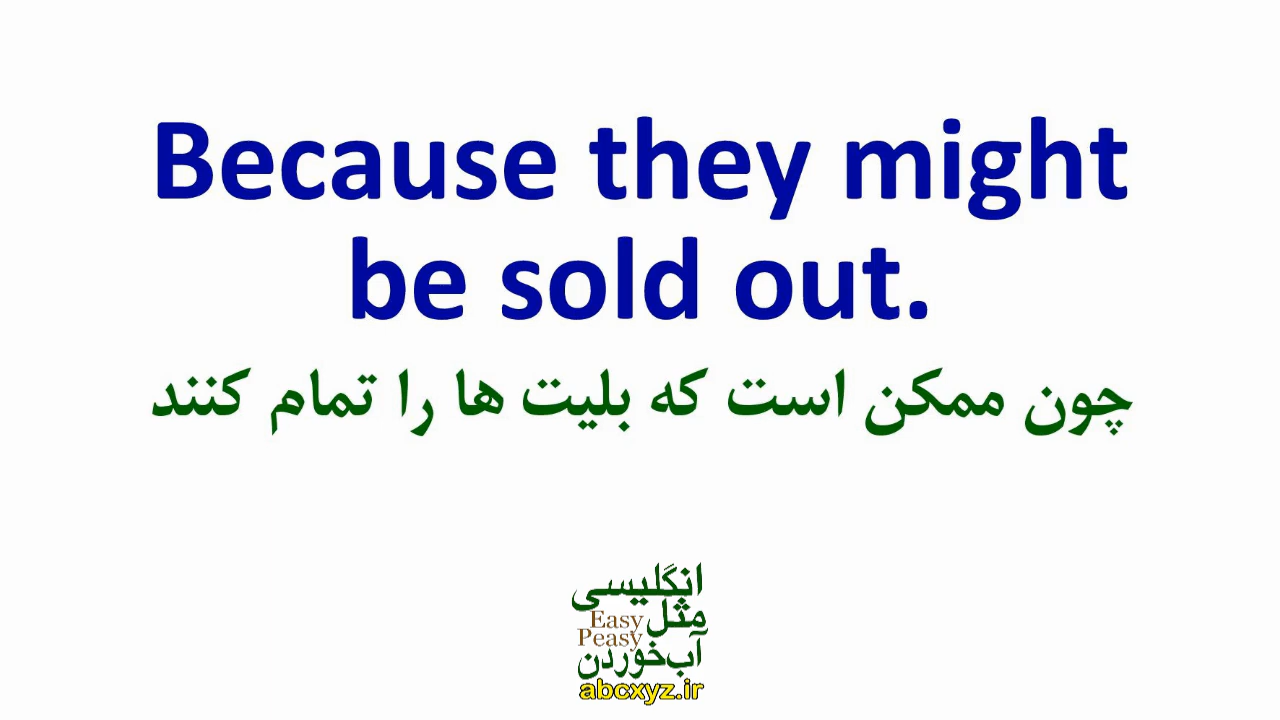 Because they might
be sold out.
چون ممکن است که بلیت ها را تمام کنند
انگلیسی
مثل
Easy
Peasy
آب‌خوردن
abcxyz.ir